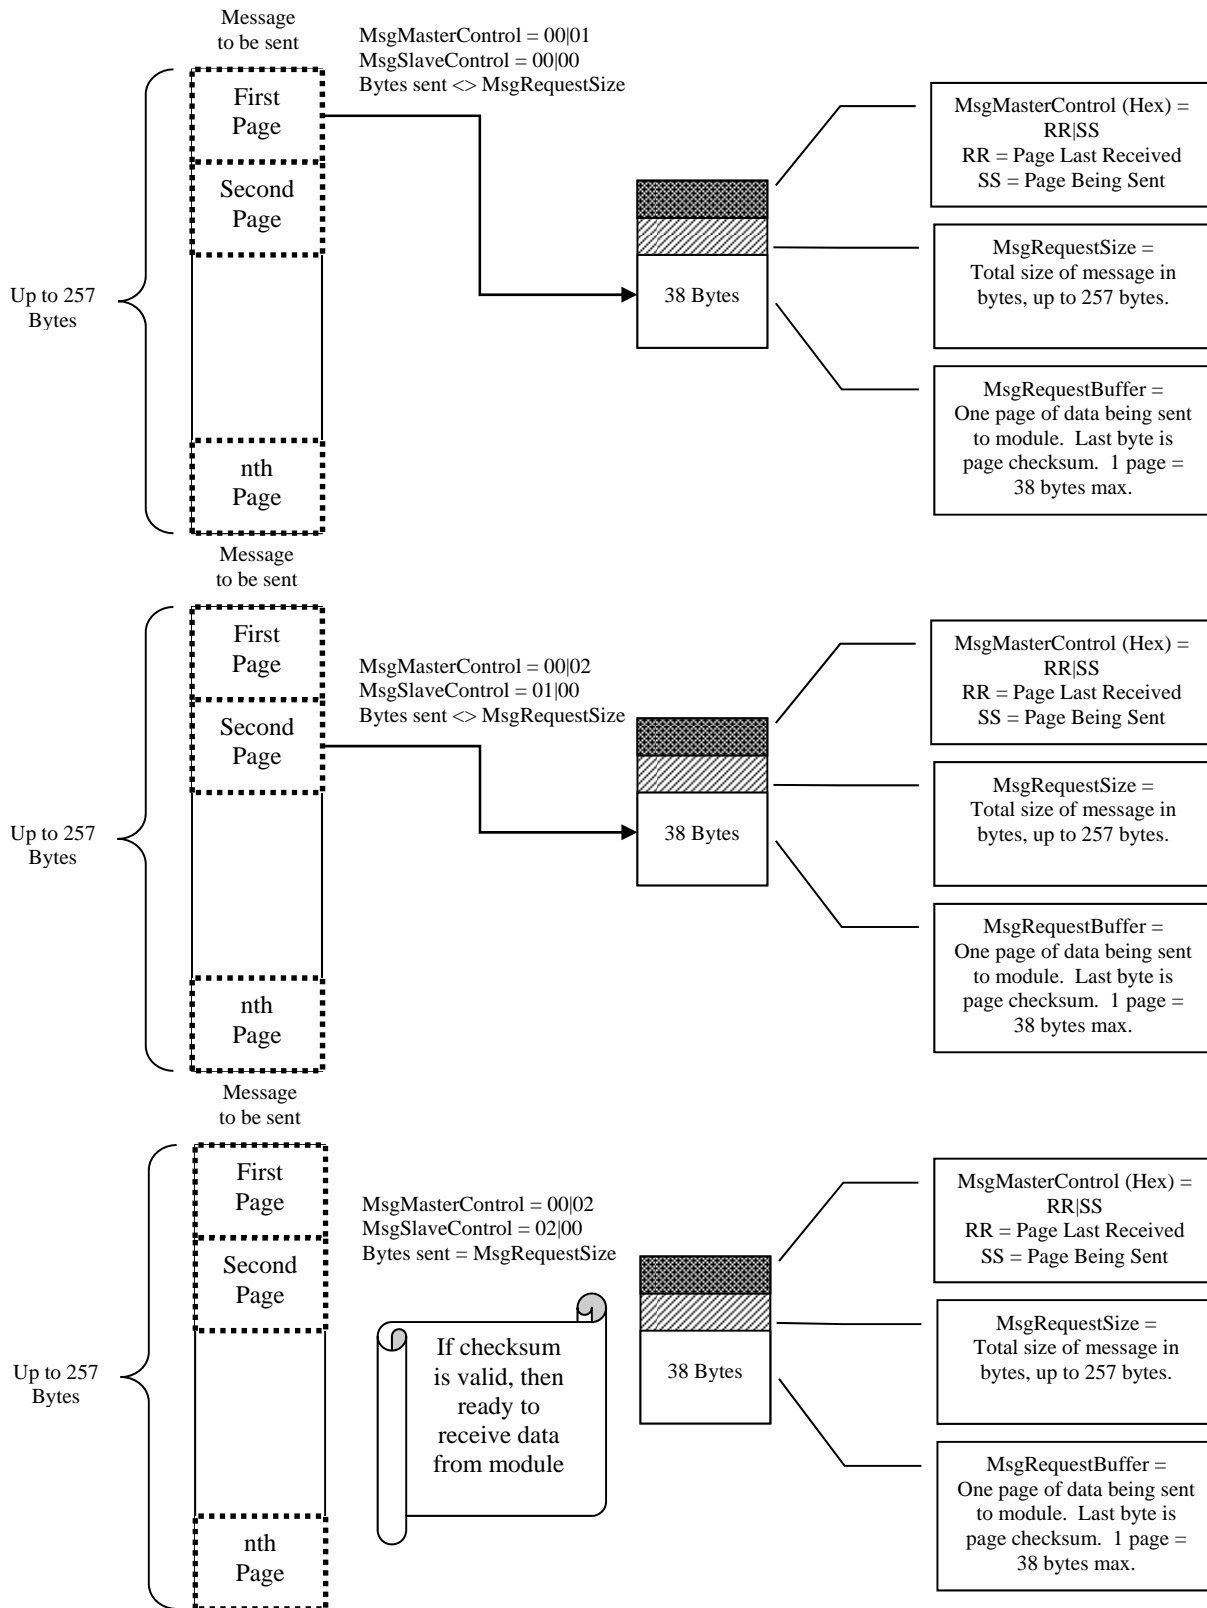 Message
to be sent
MsgMasterControl = 00|01
MsgSlaveControl = 00|00
Bytes sent <> MsgRequestSize
First
Page
Second
Page
nth
Page
Up to 257
Bytes
38 Bytes
MsgMasterControl (Hex) =
RR|SS
RR = Page Last Received
SS = Page Being Sent
MsgRequestSize =
Total size of message in
bytes, up to 257 bytes.
MsgRequestBuffer =
One page of data being sent
to module.  Last byte is
page checksum.  1 page =
38 bytes max.
Message
to be sent
First
Page
Second
Page
nth
Page
Up to 257
Bytes
MsgMasterControl = 00|02
MsgSlaveControl = 01|00
Bytes sent <> MsgRequestSize
38 Bytes
MsgMasterControl (Hex) =
RR|SS
RR = Page Last Received
SS = Page Being Sent
MsgRequestSize =
Total size of message in
bytes, up to 257 bytes.
MsgRequestBuffer =
One page of data being sent
to module.  Last byte is
page checksum.  1 page =
38 bytes max.
Message
to be sent
First
Page
Second
Page
nth
Page
Up to 257
Bytes
MsgMasterControl = 00|02
MsgSlaveControl = 02|00
Bytes sent = MsgRequestSize
If checksum
is valid, then
ready to
receive data
from module
38 Bytes
MsgMasterControl (Hex) =
RR|SS
RR = Page Last Received
SS = Page Being Sent
MsgRequestSize =
Total size of message in
bytes, up to 257 bytes.
MsgRequestBuffer =
One page of data being sent
to module.  Last byte is
page checksum.  1 page =
38 bytes max.